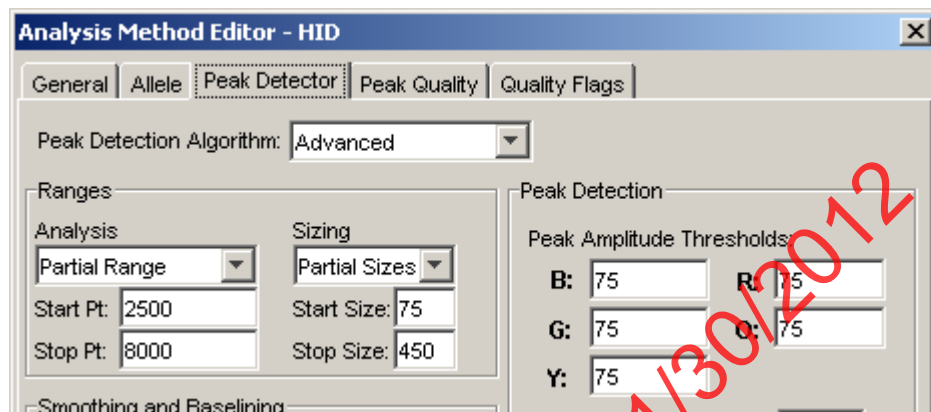 Analysis Method Editor - HID
General Allele Peak Detector Peak Quality Quality Flags
Peak Detection Algorithm: Advanced
Ranges
Analysis Sizing
Partial Range Partial Sizes
Start Pt: 2500 Start Size: 75
Stop Pt: 8000 Stop Size: 450
Smoothing and Baselining
Peak Detection
Peak Amplitude Thresholds:
B: 75 R: 75
G: 75 O: 75
Y: 75
1/30/2012